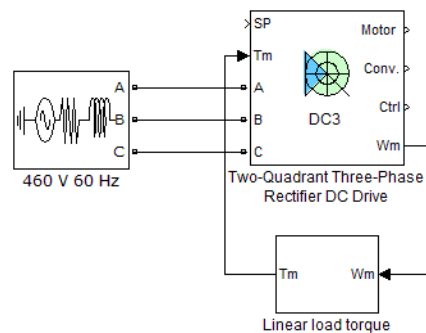 SP
Motor
Tm
A
A
Conv.
B
B
DC3
Ctrl
C
C
Wm
460 V 60 Hz
Two-Quadrant Three-Phase
Rectifier DC Drive
Tm
Wm
Linear load torque